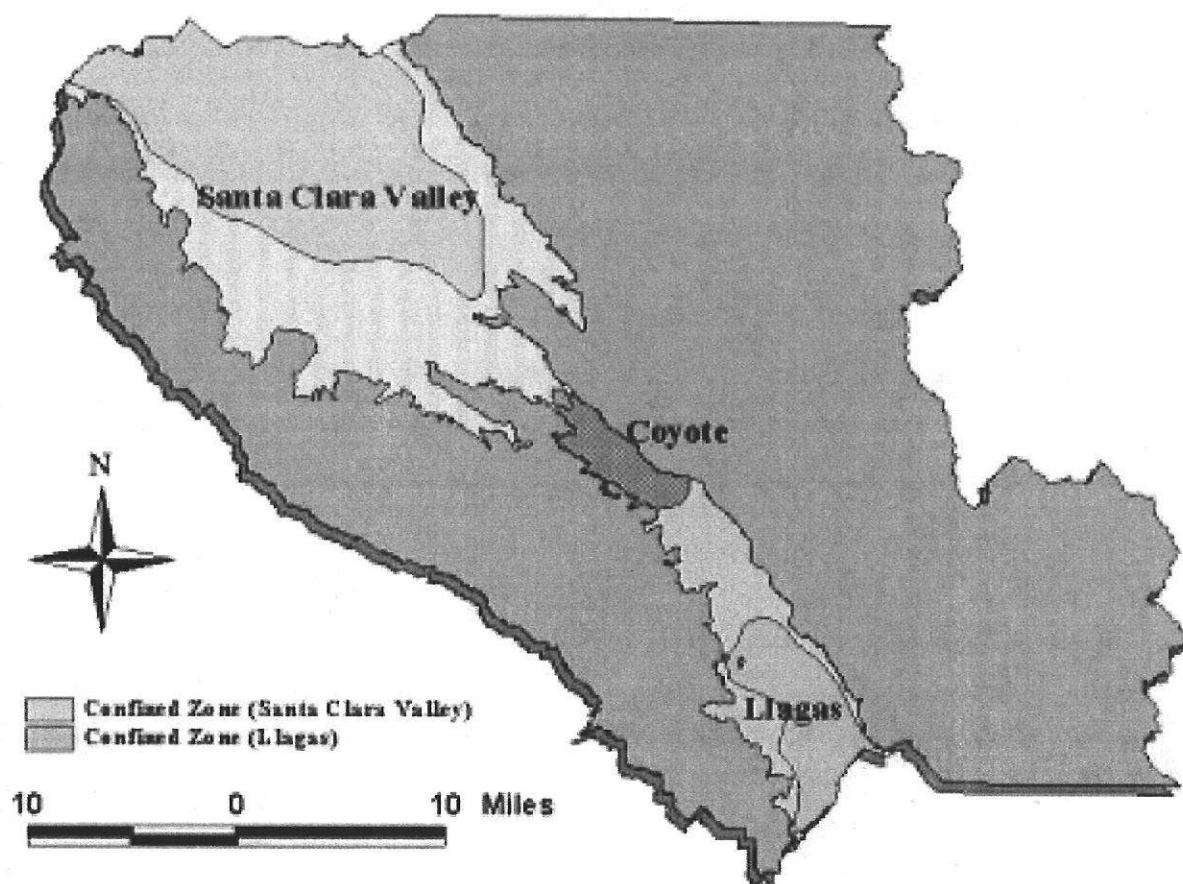 Santa Clara Valley
Coyote
N
Llagas
Confined Zone (Santa Clara Valley)
Confined Zone (Llagas)
10 0 10 Miles